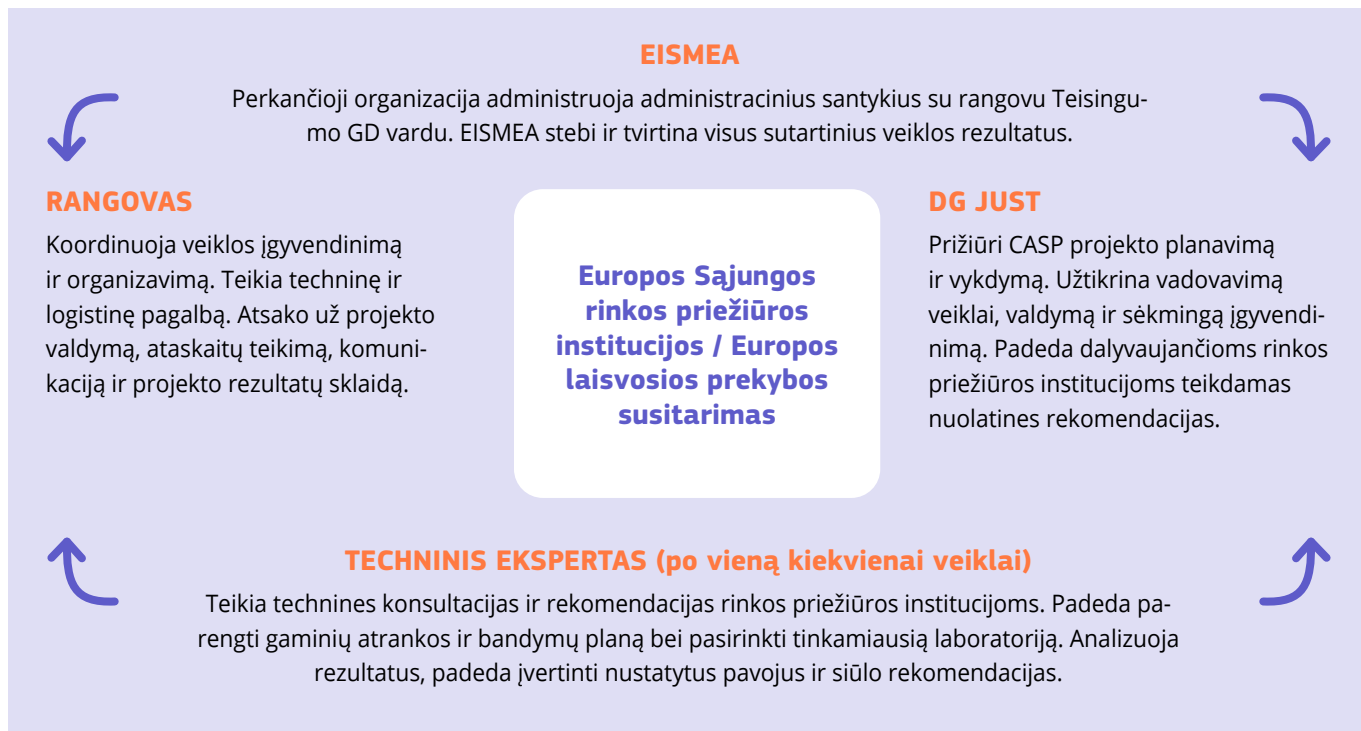 EISMEA
Perkančioji organizacija administruoja administracinius santykius su rangovu Teisingu-
mo GD vardu. EISMEA stebi ir tvirtina visus sutartinius veiklos rezultatus.
RANGOVAS
Koordinuoja veiklos įgyvendinimą
ir organizavimą. Teikia techninę ir
logistinę pagalbą. Atsako už projekto
valdymą, ataskaitų teikimą, komuni-
kaciją ir projekto rezultatų sklaidą.
Europos Sąjungos
rinkos priežiūros
institucijos / Europos
laisvosios prekybos
susitarimas
DG JUST
Prižiūri CASP projekto planavimą
ir vykdymą. Užtikrina vadovavimą
veiklai, valdymą ir sėkmingą įgyvendi-
nimą. Padeda dalyvaujančioms rinkos
priežiūros institucijoms teikdamas
nuolatines rekomendacijas.
TECHNINIS EKSPERTAS (po vieną kiekvienai veiklai)
Teikia technines konsultacijas ir rekomendacijas rinkos priežiūros institucijoms. Padeda pa-
rengti gaminių atrankos ir bandymų planą bei pasirinkti tinkamiausią laboratoriją. Analizuoja
rezultatus, padeda įvertinti nustatytus pavojus ir siūlo rekomendacijas.